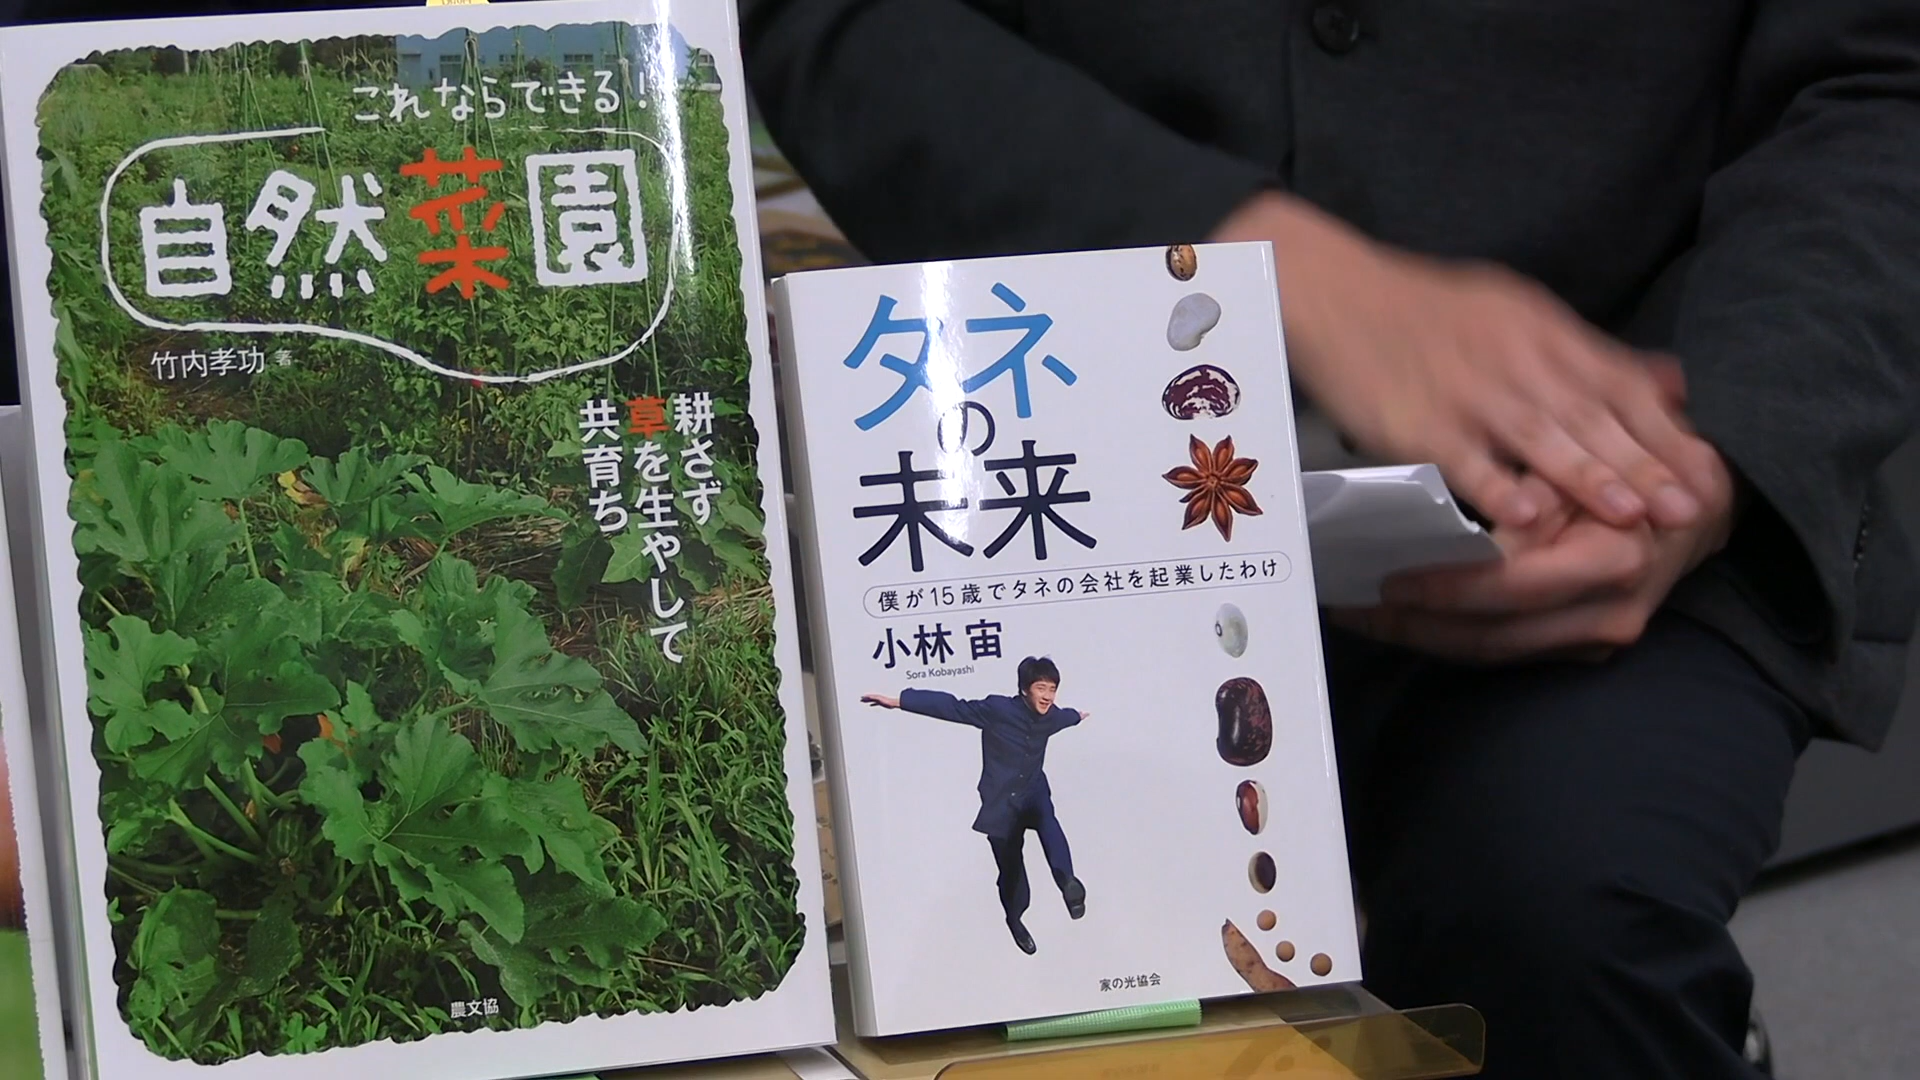 これならできる!
自然菜園
竹内孝功 著
耕さず
草を生やして
共育ち
農文協
タネ
の
未来
僕が15歳でタネの会社を起業したわけ
小林 宙
Sora Kobayashi
家の光協会